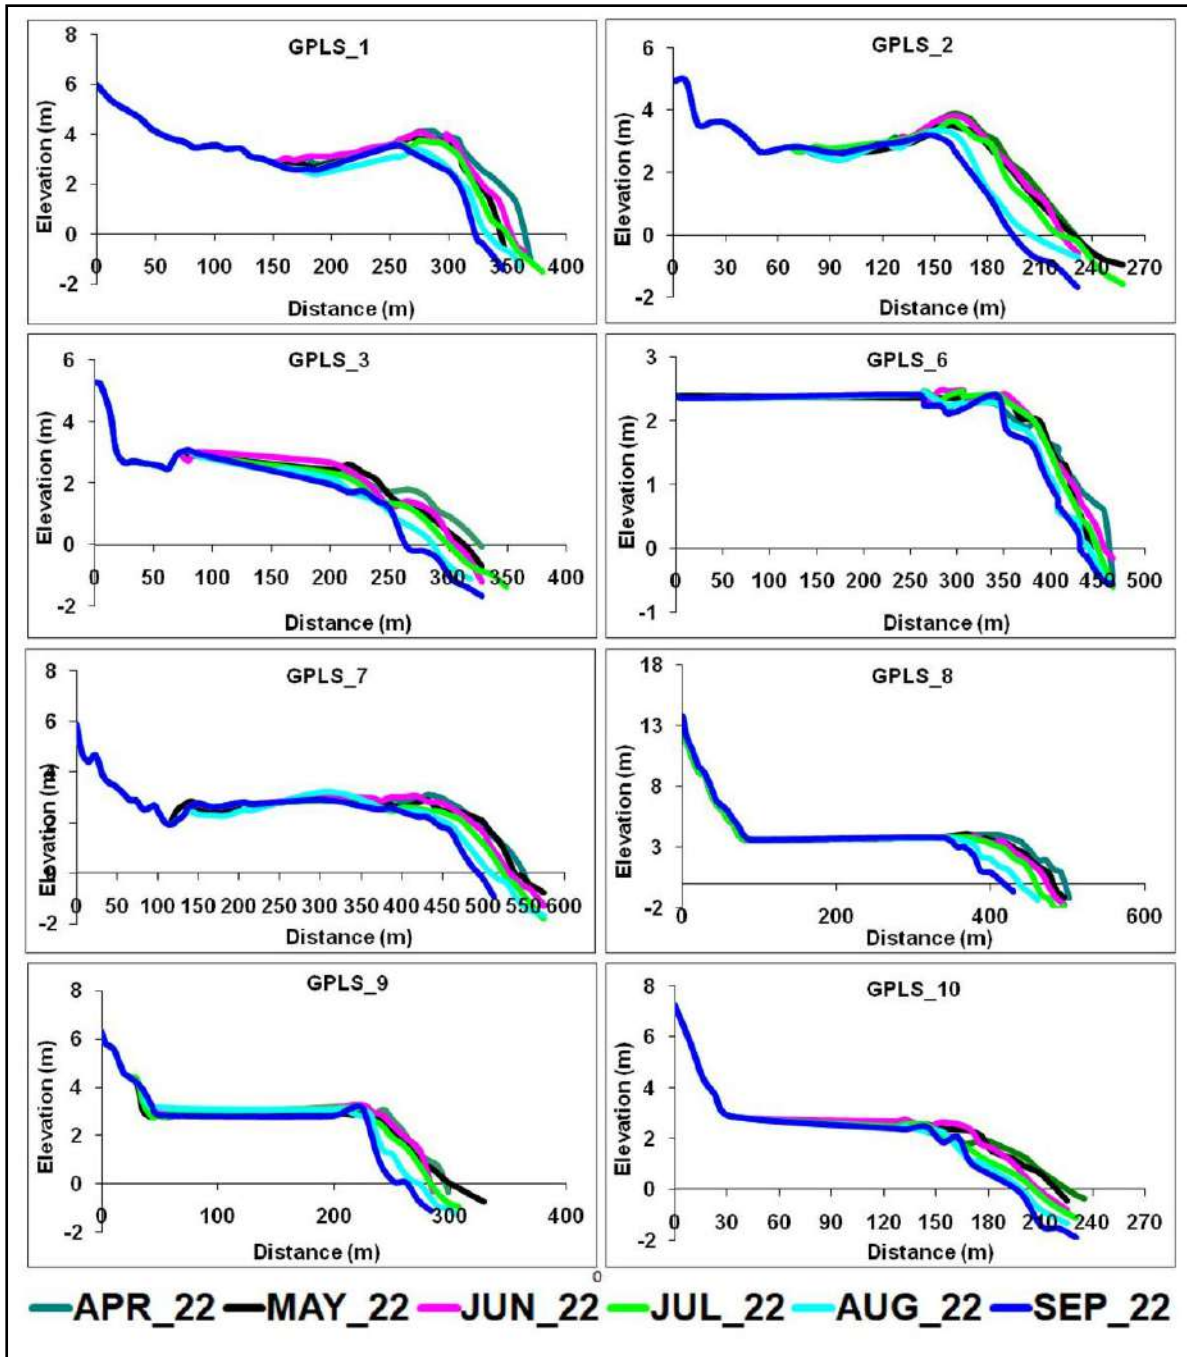 GPLS_1
8
6
4
2
0
-2
Elevation (m)
0 50 100 150 200 250 300 350 400
Distance (m)
GPLS_2
6
4
2
0
-2
Elevation (m)
0 30 60 90 120 150 180 210 240 270
Distance (m)
GPLS_3
6
4
2
0
-2
Elevation (m)
0 50 100 150 200 250 300 350 400
Distance (m)
GPLS_6
3
2
1
0
-1
Elevation (m)
0 50 100 150 200 250 300 350 400 450 500
Distance (m)
GPLS_7
8
6
4
2
0
-2
Elevation (m)
0 50 100 150 200 250 300 350 400 450 500 550 600
Distance (m)
GPLS_8
18
13
8
3
-2
Elevation (m)
0 200 400 600
Distance (m)
GPLS_9
8
6
4
2
0
-2
Elevation (m)
0 100 200 300 400
Distance (m)
GPLS_10
8
6
4
2
0
-2
Elevation (m)
0 30 60 90 120 150 180 210 240 270
Distance (m)
0
APR_22 MAY_22 JUN_22 JUL_22 AUG_22 SEP_22